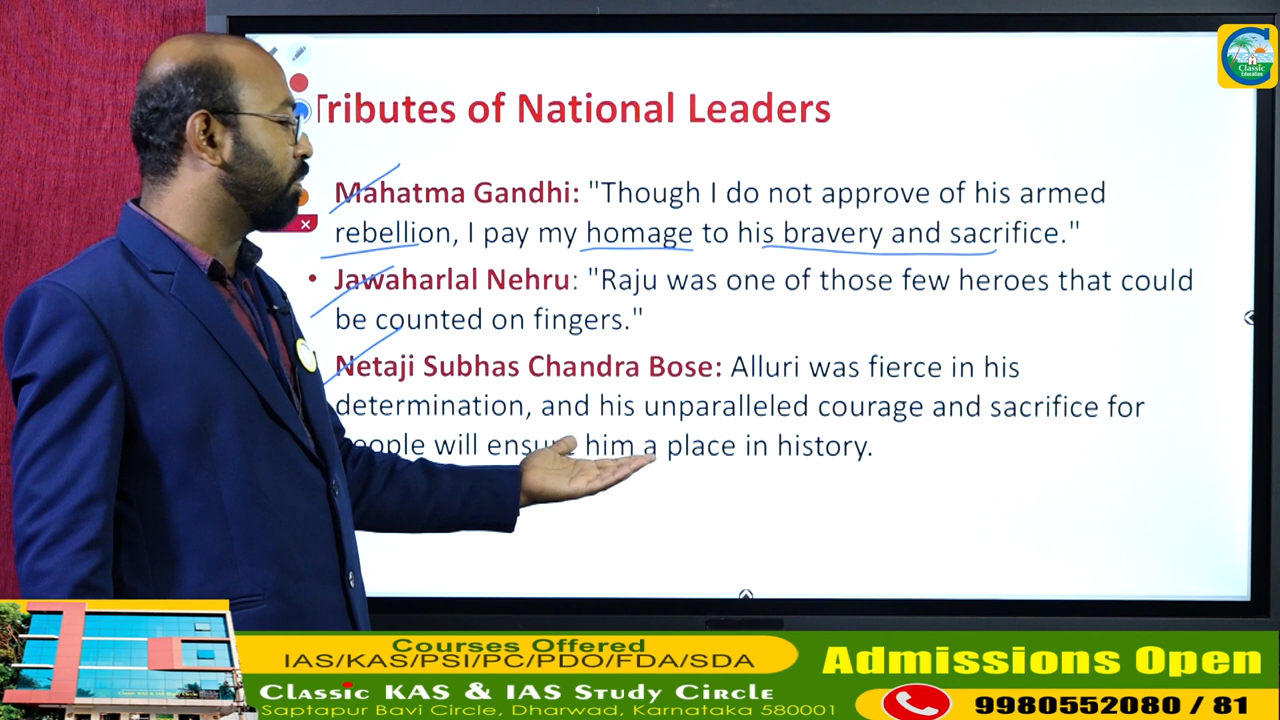 Classic
Education
Tributes of National Leaders
Mahatma Gandhi: "Though I do not approve of his armed
rebellion, I pay my homage to his bravery and sacrifice."
• Jawaharlal Nehru: "Raju was one of those few heroes that could
be counted on fingers."
Netaji Subhas Chandra Bose: Alluri was fierce in his
determination, and his unparalleled courage and sacrifice for
people will ensure him a place in history.
Courses Offered
IAS/KAS/PSI/PC/PDO/FDA/SDA
Classic KAS & IAS Study Circle
Saptapur Bavi Circle, Dharwad, Karnataka 580001
Admissions Open
9980552080 / 81